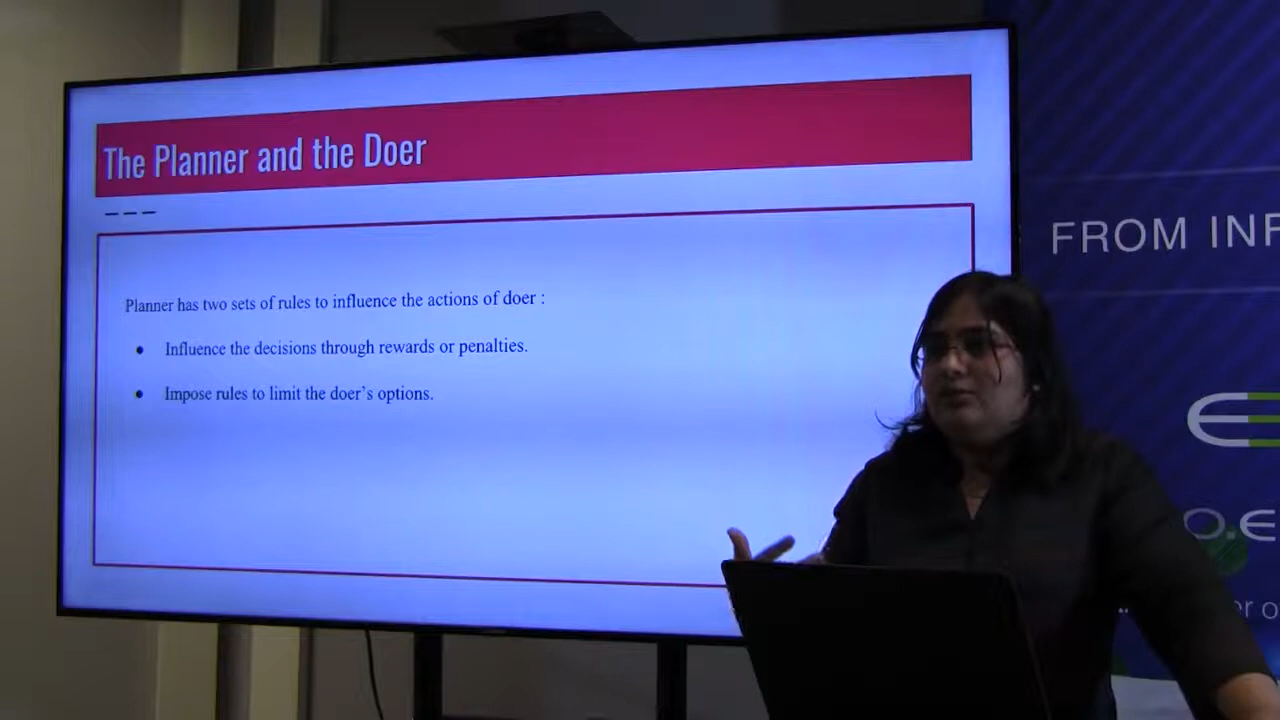 The Planner and the Doer
Planner has two sets of rules to influence the actions of doer :
● Influence the decisions through rewards or penalties.
● Impose rules to limit the doer's options.
FROM